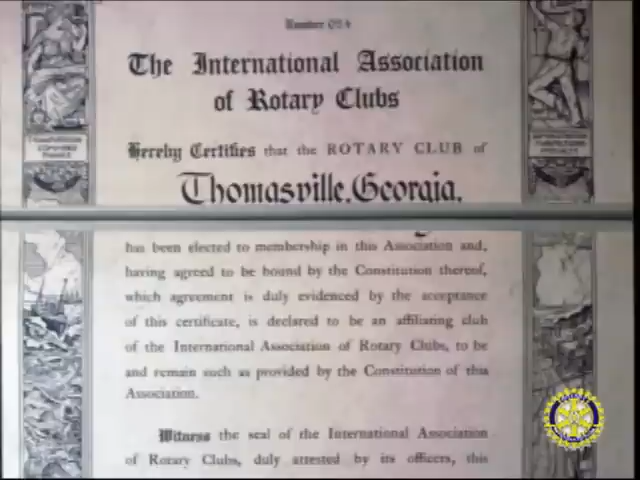 Number
The International Association
of Rotary Clubs
Hereby Certifies that the ROTARY CLUB of
Thomasville, Georgia,
has been elected to membership in this Association and,
having agreed to be bound by the Constitution thereof,
which agreement is duly evidenced by the acceptance
of this certificate, is declared to be an affiliating club
of the International Association of Rotary Clubs, to be
and remain such as provided by the Constitution of this
Association.
Witness the seal of the International Association
of Rotary Clubs, duly attested by its officers, this